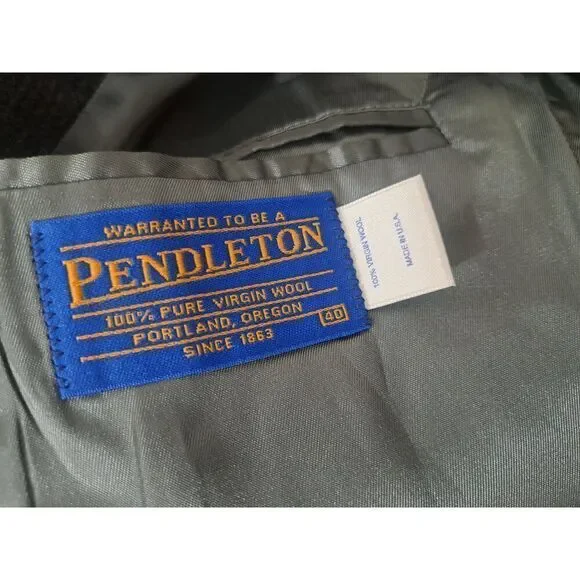 WARRANTED TO BE A
PENDLETON
100% PURE VIRGIN WOOL
PORTLAND, OREGON
40
SINCE 1863
100% VIRGIN WOOL
MADE IN U.S.A.